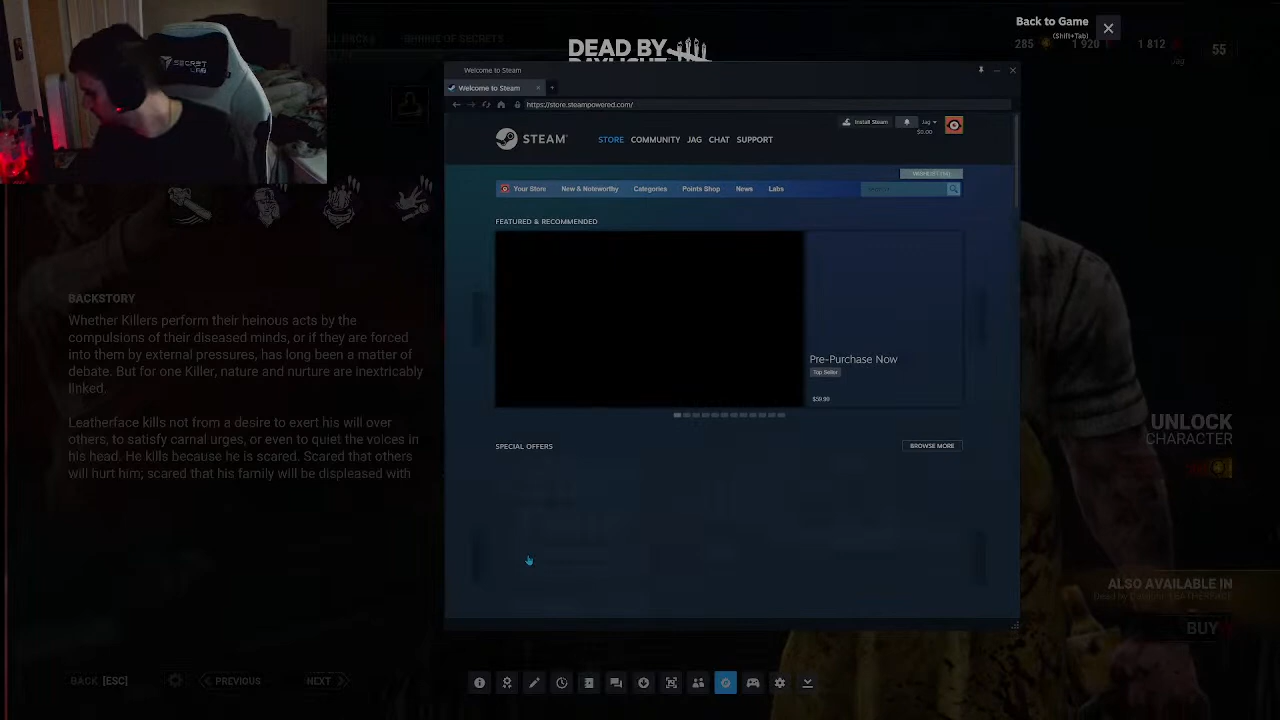 Back to Game
(Shift+Tab)
285 1 920 1 812 55
Jag
DEAD BY
DAYLIGHT
Welcome to Steam
Welcome to Steam
https://store.steampowered.com/
Install Steam
Jag
$0.00
STEAM
STORE COMMUNITY JAG CHAT SUPPORT
Your Store New & Noteworthy Categories Points Shop News Labs
FEATURED & RECOMMENDED
Pre-Purchase Now
Top Seller
$59.99
SPECIAL OFFERS
BROWSE MORE
SECRET
BACKSTORY
Whether Killers perform their heinous acts by the
compulsions of their diseased minds, or if they are forced
into them by external pressures, has long been a matter of
debate. But for one Killer, nature and nurture are inextricably
linked.
Leatherface kills not from a desire to exert his will over
others, to satisfy carnal urges, or even to quiet the voices in
his head. He kills because he is scared. Scared that others
will hurt him; scared that his family will be displeased with
UNLOCK
CHARACTER
ALSO AVAILABLE IN
BUY
BACK [ESC]
PREVIOUS
NEXT